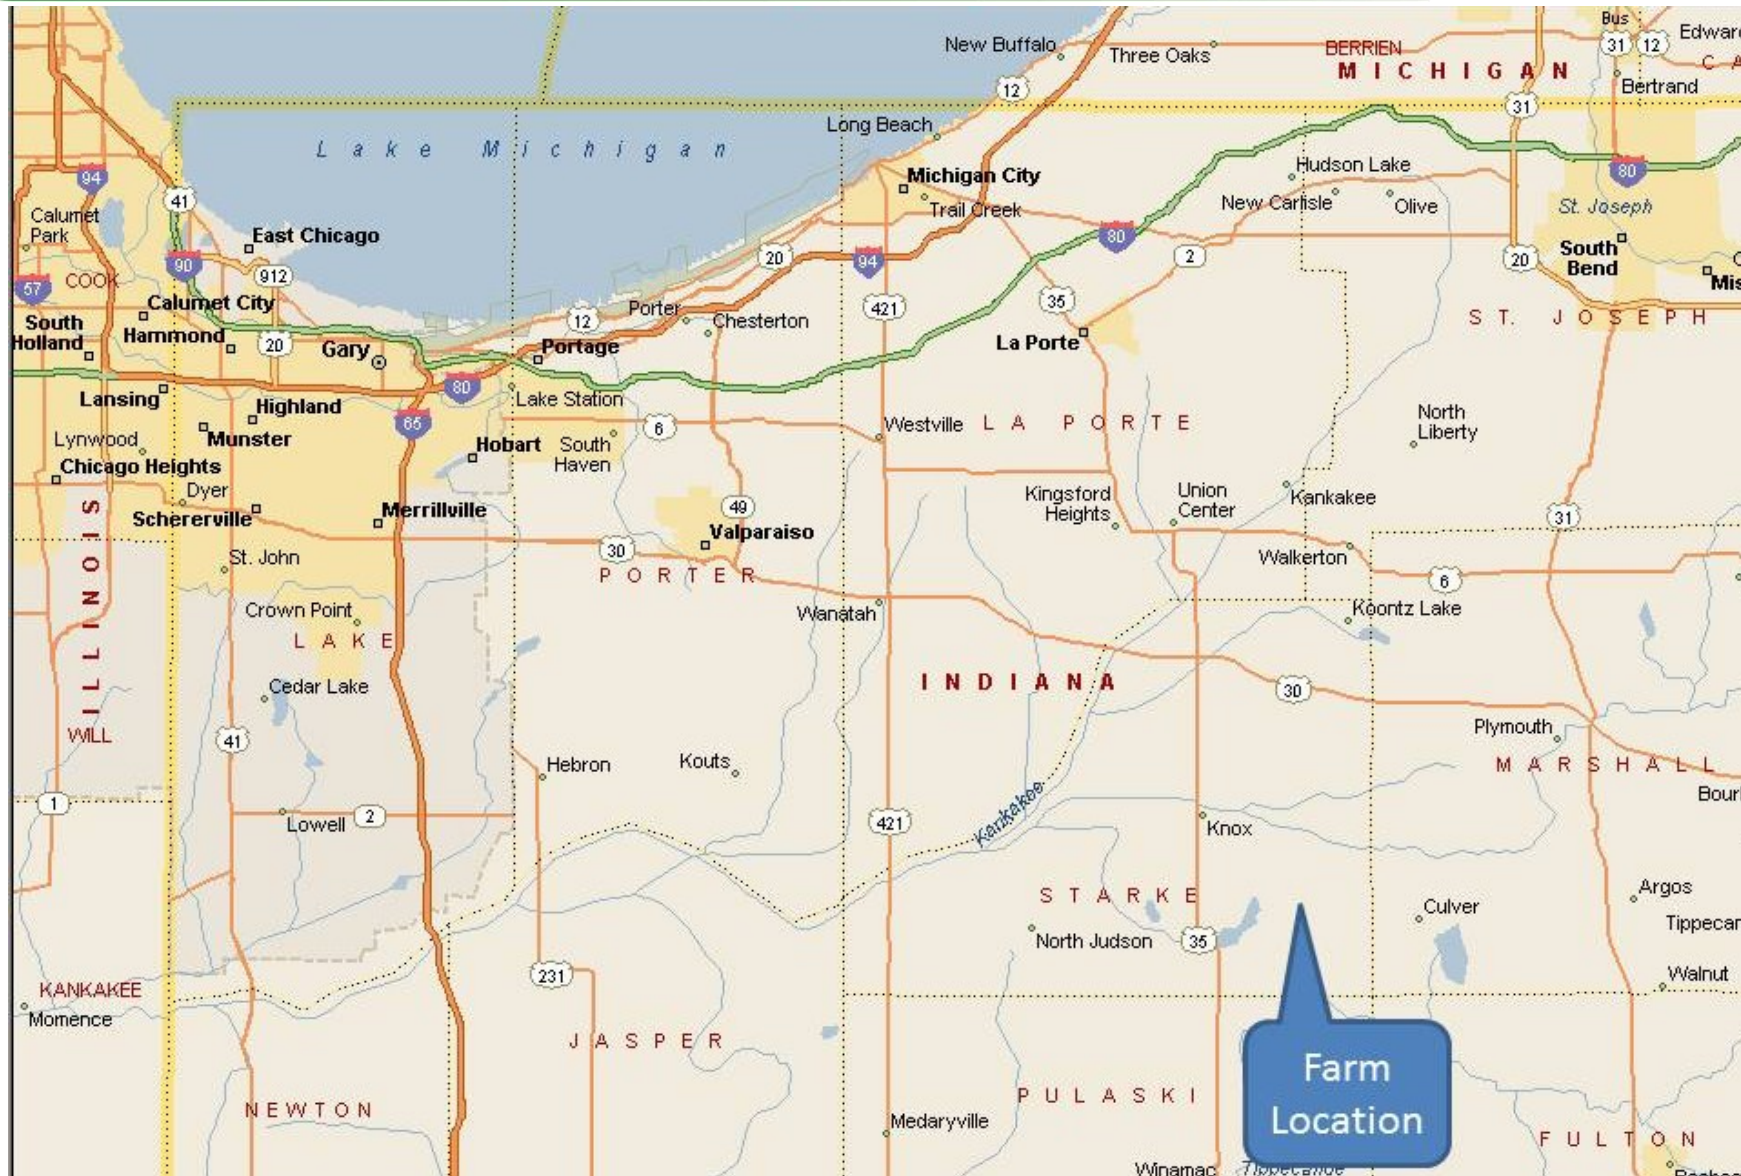 New Buffalo
Three Oaks
BERRIEN
MICHIGAN
Bus
31
12
Bertrand
12
31
Long Beach
Lake Michigan
94
41
Michigan City
Trail Creek
Hudson Lake
New Carlisle
Olive
80
St. Joseph
Calumet
Park
East Chicago
90
912
COOK
57
20
94
80
2
20
South
Bend
Calumet City
South
Holland
Hammond
20
Gary
12
Porter
Chesterton
Portage
421
35
La Porte
ST. JOSEPH
80
Lansing
Highland
65
Lake Station
Lynwood
Munster
Hobart
South
Haven
6
Westville
LA PORTE
North
Liberty
Chicago Heights
Dyer
Schererville
Merrillville
49
Valparaiso
Kingsford
Heights
Union
Center
Kankakee
31
ILLINOIS
St. John
30
PORTER
Walkerton
6
Crown Point
LAKE
Wanatah
Koontz Lake
Cedar Lake
INDIANA
30
WILL
41
Plymouth
Hebron
Kouts
MARSHALL
1
Lowell
2
421
Kankakee
Knox
STARKE
Argos
Culver
North Judson
35
231
Walnut
KANKAKEE
Momence
JASPER
Farm
Location
PULASKI
NEWTON
Medaryville
FULTON
Winamac
Tippecanoe